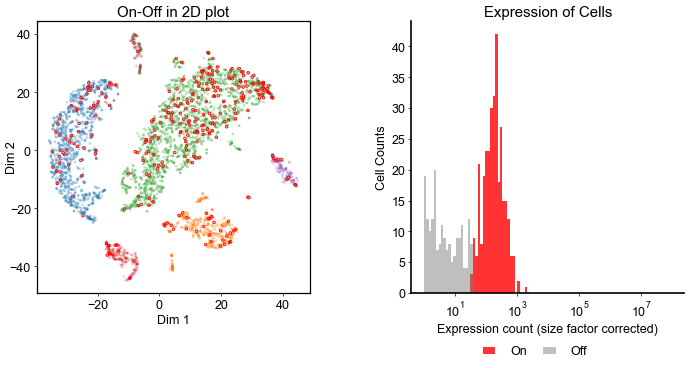 On-Off in 2D plot
40
20
0
−20
−40
Dim 2
−20
0
20
40
Dim 1
Expression of Cells
40
35
30
25
20
15
10
5
0
Cell Counts
10^1
10^3
10^5
10^7
Expression count (size factor corrected)
On
Off